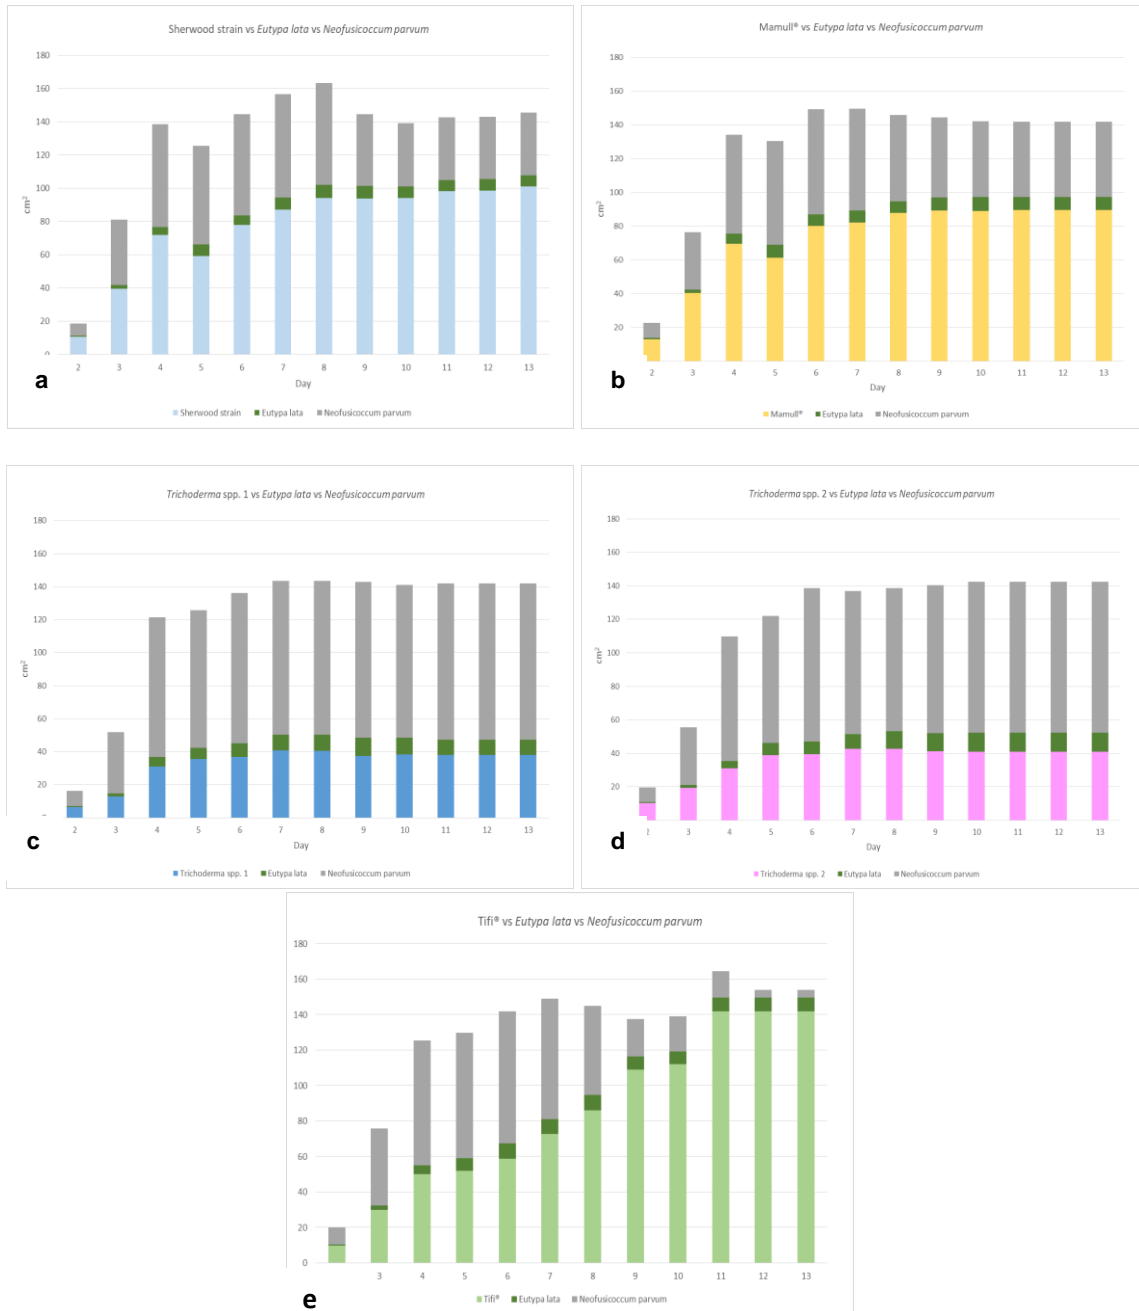 Sherwood strain vs Eutypa lata vs Neofusicoccum parvum
180
160
140
120
100
80
60
40
20
0
cm²
2 3 4 5 6 7 8 9 10 11 12 13
Day
a
Sherwood strain Eutypa lata Neofusicoccum parvum
Mamull® vs Eutypa lata vs Neofusicoccum parvum
180
160
140
120
100
80
60
40
20
cm²
2 3 4 5 6 7 8 9 10 11 12 13
Day
b
Mamull® Eutypa lata Neofusicoccum parvum
Trichoderma spp. 1 vs Eutypa lata vs Neofusicoccum parvum
180
160
140
120
100
80
60
40
20
cm²
2 3 4 5 6 7 8 9 10 11 12 13
Day
c
Trichoderma spp. 1 Eutypa lata Neofusicoccum parvum
Trichoderma spp. 2 vs Eutypa lata vs Neofusicoccum parvum
180
160
140
120
100
80
60
40
20
cm²
3 4 5 6 7 8 9 10 11 12 13
Day
d
Trichoderma spp. 2 Eutypa lata Neofusicoccum parvum
Tifi® vs Eutypa lata vs Neofusicoccum parvum
180
160
140
120
100
80
60
40
20
0
3 4 5 6 7 8 9 10 11 12 13
e
Tifi® Eutypa lata Neofusicoccum parvum